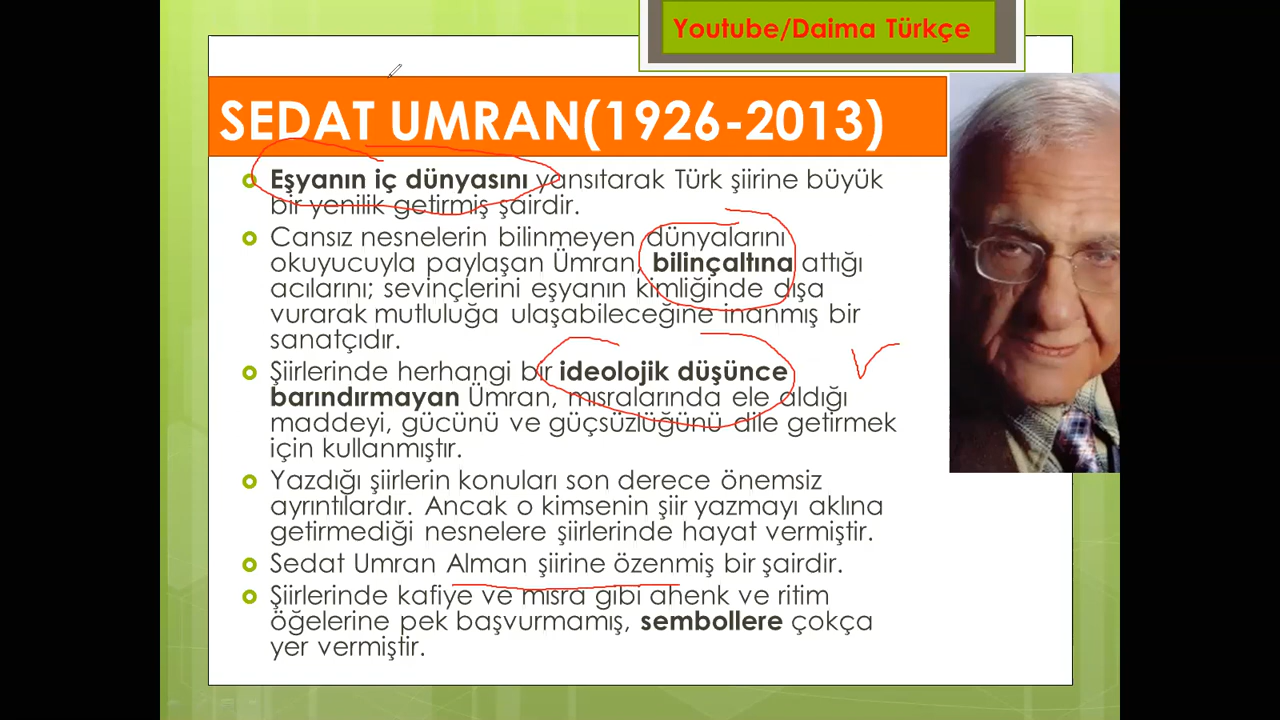 Youtube/Daima Türkçe
SEDAT UMRAN(1926-2013)
Eşyanın iç dünyasını yansıtarak Türk şiirine büyük
bir yenilik getirmiş şairdir.
Cansız nesnelerin bilinmeyen dünyalarını
okuyucuyla paylaşan Ümran, bilinçaltına attığı
acılarını; sevinçlerini eşyanın kimliğinde dışa
vurarak mutluluğa ulaşabileceğine inanmış bir
sanatçıdır.
Şiirlerinde herhangi bir ideolojik düşünce
barındırmayan Ümran, mısralarında ele aldığı
maddeyi, gücünü ve güçsüzlüğünü dile getirmek
için kullanmıştır.
Yazdığı şiirlerin konuları son derece önemsiz
ayrıntılardır. Ancak o kimsenin şiir yazmayı aklına
getirmediği nesnelere şiirlerinde hayat vermiştir.
Sedat Umran Alman şiirine özenmiş bir şairdir.
Şiirlerinde kafiye ve mısra gibi ahenk ve ritim
öğelerine pek başvurmamış, sembollere çokça
yer vermiştir.